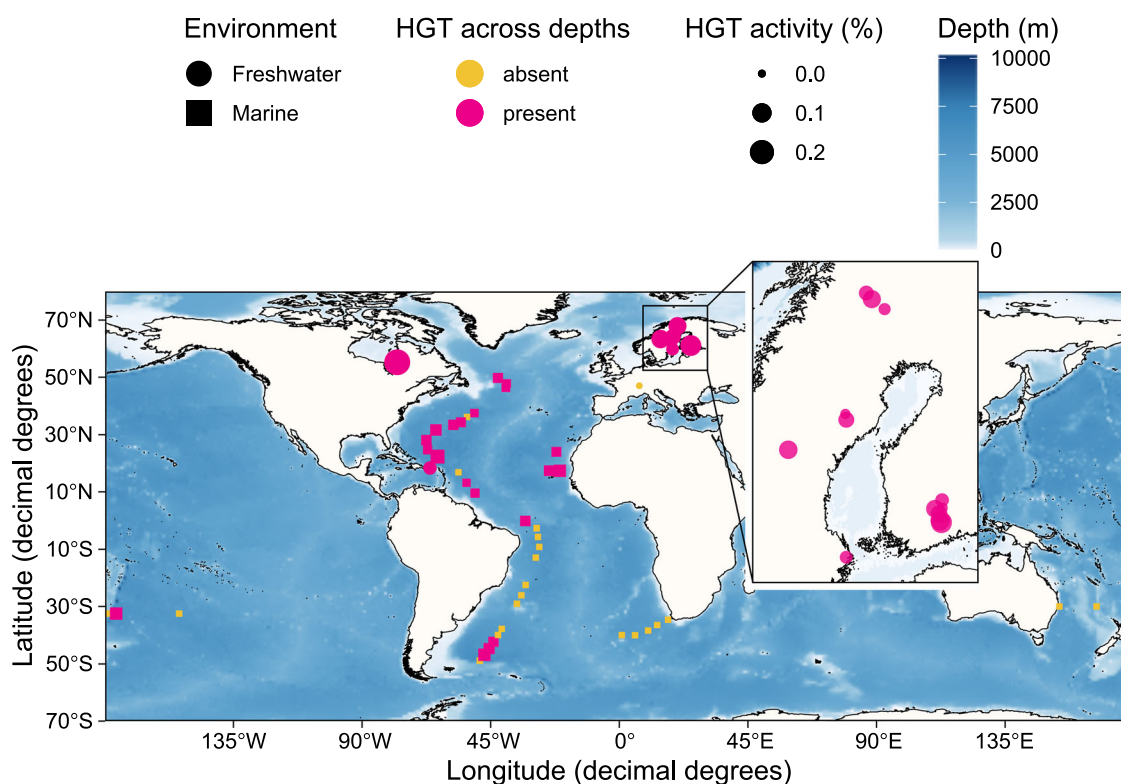 Environment
Freshwater
Marine
HGT across depths
absent
present
HGT activity (%)
0.0
0.1
0.2
Depth (m)
10000
7500
5000
2500
0
70°N
50°N
30°N
10°N
10°S
30°S
50°S
70°S
Latitude (decimal degrees)
135°W 90°W 45°W 0° 45°E 90°E 135°E
Longitude (decimal degrees)